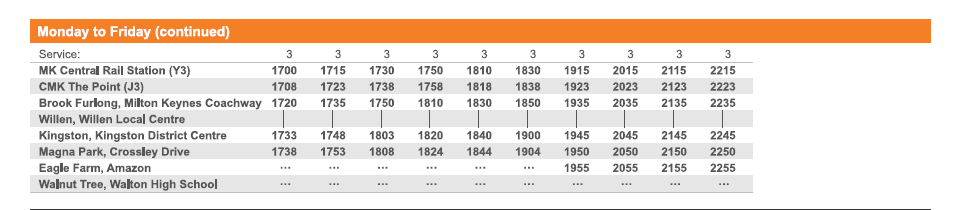 Monday to Friday (continued)
Service: 3 3 3 3 3 3 3 3 3 3
MK Central Rail Station (Y3) 1700 1715 1730 1750 1810 1830 1915 2015 2115 2215
CMK The Point (J3) 1708 1723 1738 1758 1818 1838 1923 2023 2123 2223
Brook Furlong, Milton Keynes Coachway 1720 1735 1750 1810 1830 1850 1935 2035 2135 2235
Willen, Willen Local Centre | | | | | | | | | |
Kingston, Kingston District Centre 1733 1748 1803 1820 1840 1900 1945 2045 2145 2245
Magna Park, Crossley Drive 1738 1753 1808 1824 1844 1904 1950 2050 2150 2250
Eagle Farm, Amazon ... ... ... ... ... ... 1955 2055 2155 2255
Walnut Tree, Walton High School ... ... ... ... ... ... ... ... ... ...